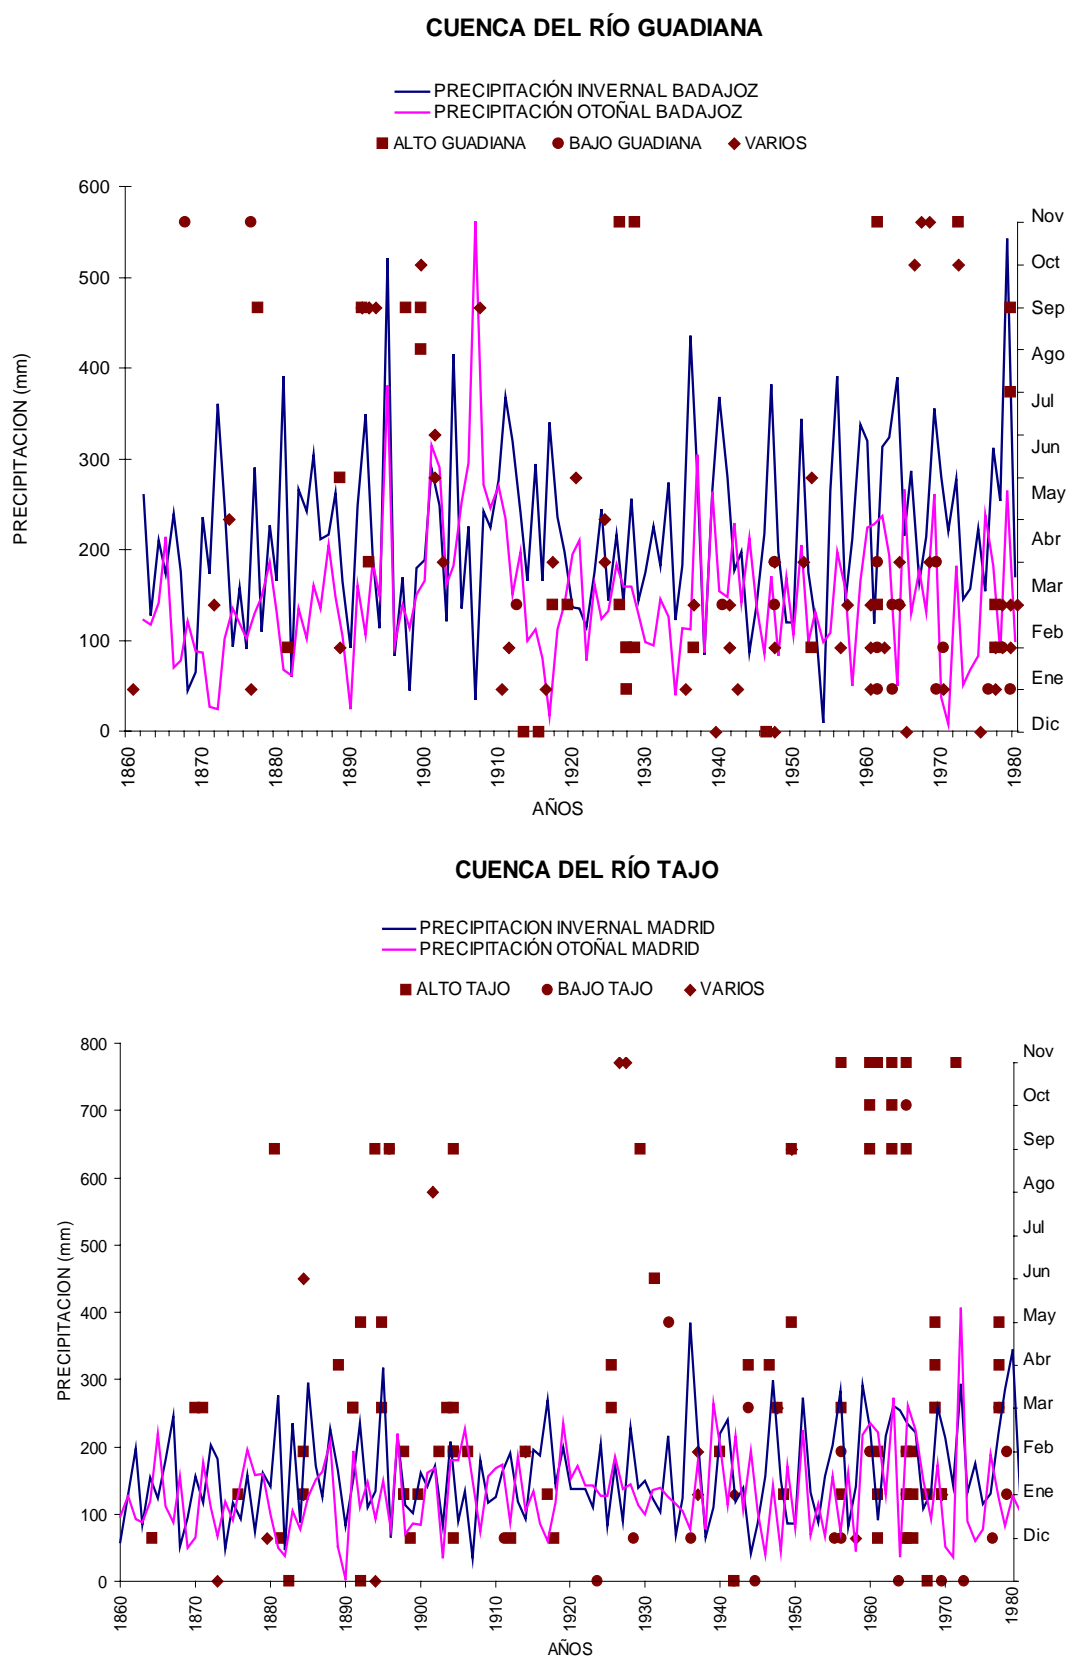 CUENCA DEL RÍO GUADIANA
PRECIPITACIÓN INVERNAL BADAJOZ
PRECIPITACIÓN OTOÑAL BADAJOZ
ALTO GUADIANA BAJO GUADIANA VARIOS
PRECIPITACION (mm)
600
500
400
300
200
100
0
Nov
Oct
Sep
Ago
Jul
Jun
May
Abr
Mar
Feb
Ene
Dic
1860 1870 1880 1890 1900 1910 1920 1930 1940 1950 1960 1970 1980
AÑOS
CUENCA DEL RÍO TAJO
PRECIPITACION INVERNAL MADRID
PRECIPITACIÓN OTOÑAL MADRID
ALTO TAJO BAJO TAJO VARIOS
PRECIPITACION (mm)
800
700
600
500
400
300
200
100
0
Nov
Oct
Sep
Ago
Jul
Jun
May
Abr
Mar
Feb
Ene
Dic
1860 1870 1880 1890 1900 1910 1920 1930 1940 1950 1960 1970 1980
AÑOS